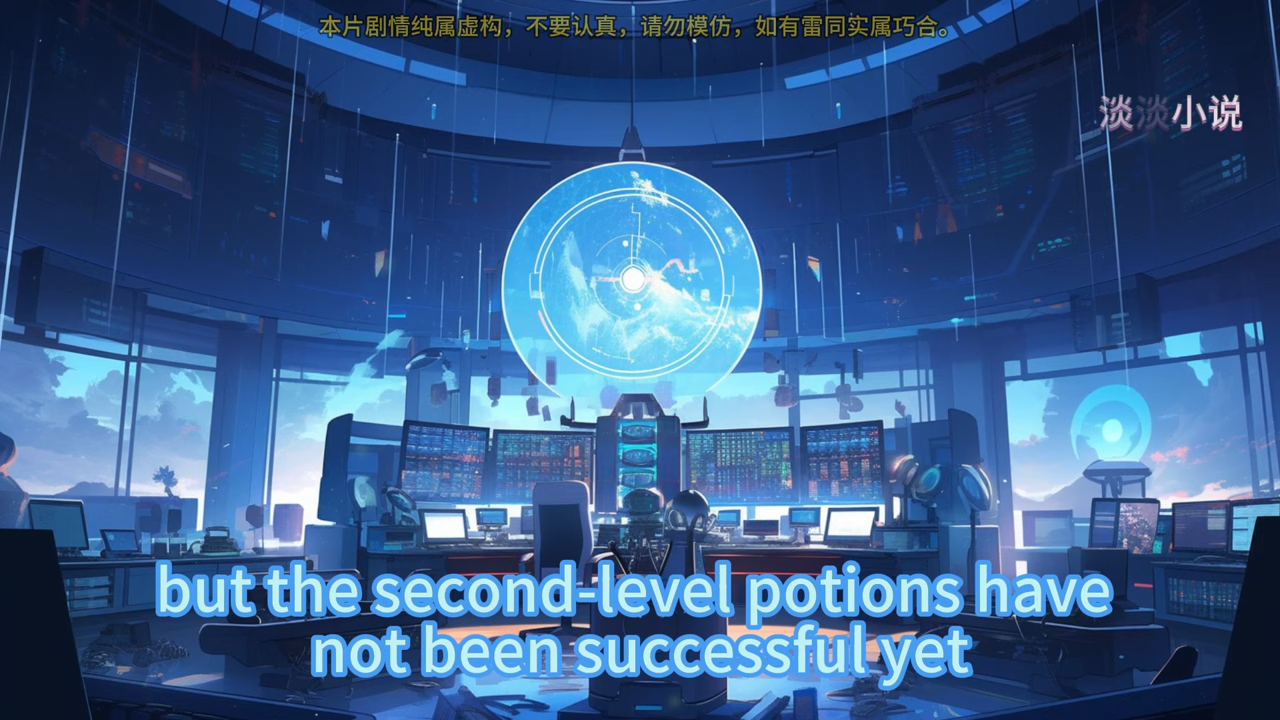 本片剧情纯属虚构，不要认真，请勿模仿，如有雷同实属巧合。
淡淡小说
but the second-level potions have
not been successful yet